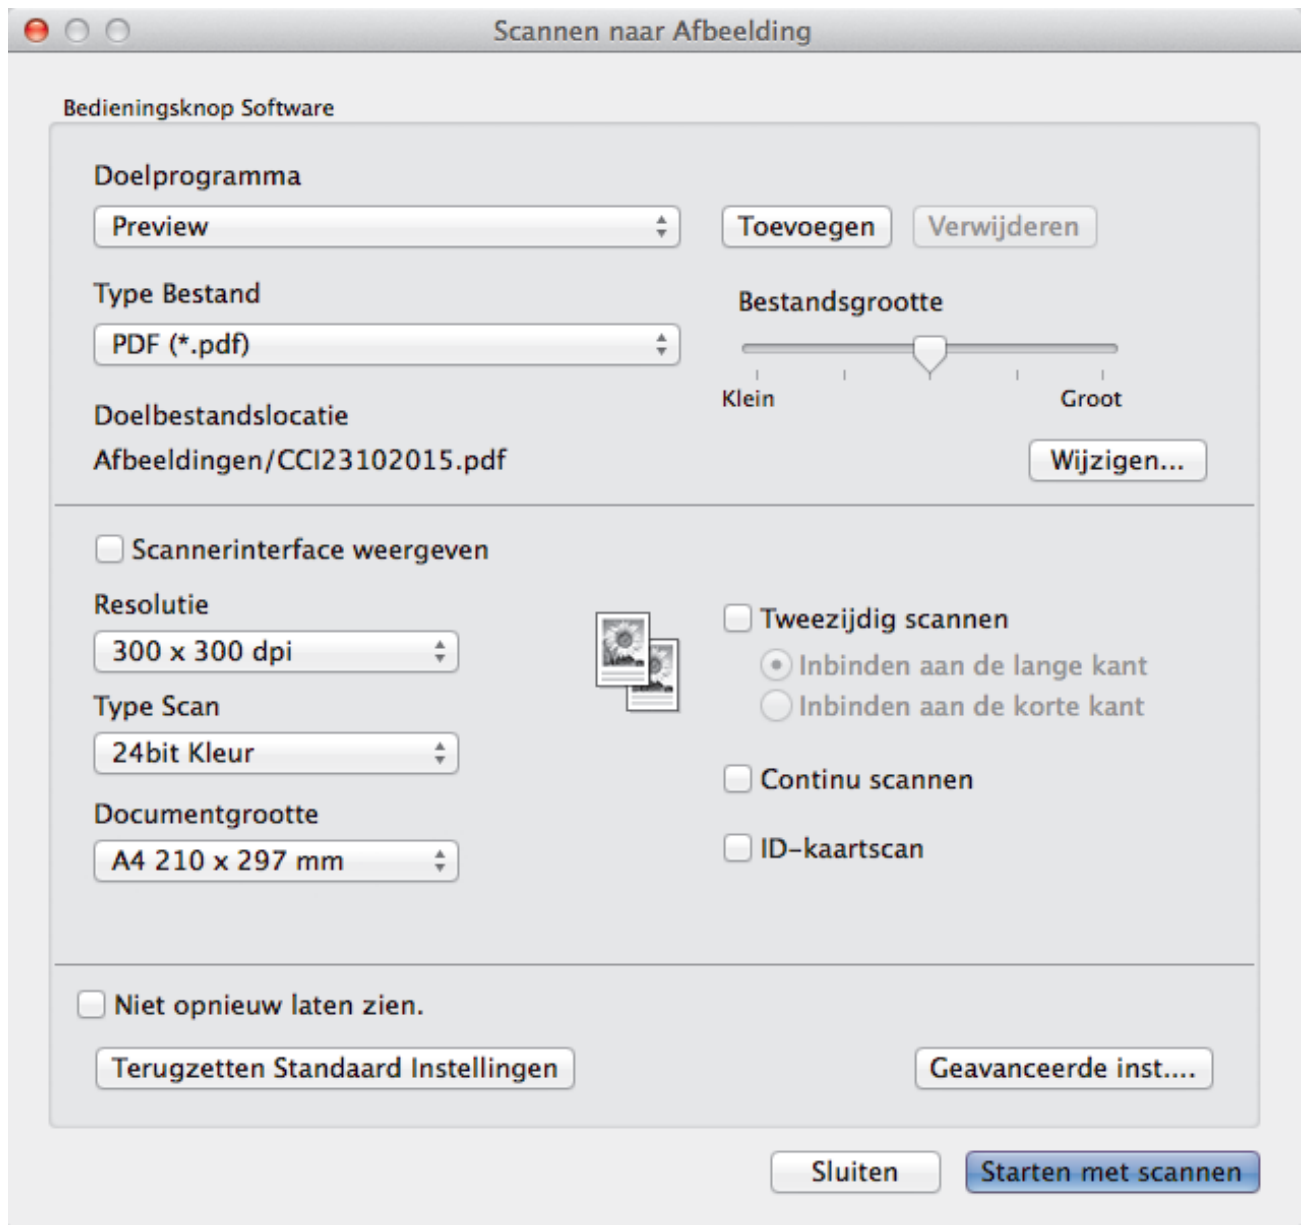 Scannen naar Afbeelding
Bedieningsknop Software
Doelprogramma
Preview
Toevoegen
Verwijderen
Type Bestand
Bestandsgrootte
PDF (*.pdf)
Klein
Groot
Doelbestandslocatie
Afbeeldingen/CCI23102015.pdf
Wijzigen...
Scannerinterface weergeven
Resolutie
300 x 300 dpi
Type Scan
24bit Kleur
Documentgrootte
A4 210 x 297 mm
Tweezijdig scannen
Inbinden aan de lange kant
Inbinden aan de korte kant
Continu scannen
ID-kaartscan
Niet opnieuw laten zien.
Terugzetten Standaard Instellingen
Geavanceerde inst....
Sluiten
Starten met scannen